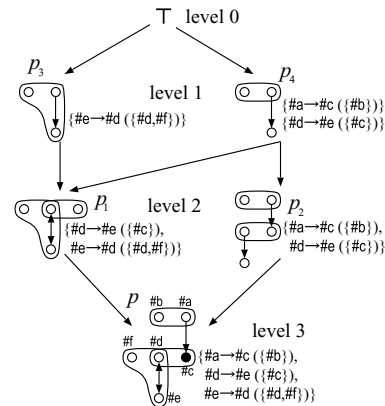 ⊤ level 0
p3
p4
level 1
{#e→#d ({#d,#f})}
{#a→#c ({#b})
#d→#e ({#c})}
p1
level 2
p2
{#d→#e ({#c}),
#e→#d ({#d,#f})}
{#a→#c ({#b}),
#d→#e ({#c})}
p
#b #a
level 3
#f #d
#c
#e
{#a→#c ({#b}),
#d→#e ({#c}),
#e→#d ({#d,#f})}